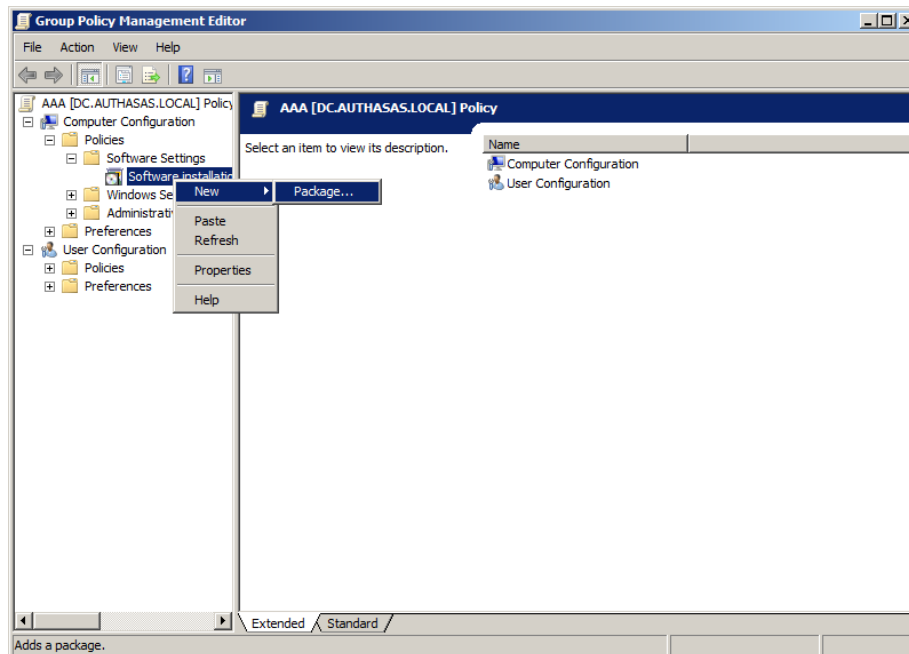 Group Policy Management Editor
File Action View Help
AAA [DC.AUTHASAS.LOCAL] Policy
Computer Configuration
Policies
Software Settings
Software installatio
Windows Se
Administrati
Preferences
User Configuration
Policies
Preferences
New
Package...
Paste
Refresh
Properties
Help
AAA [DC.AUTHASAS.LOCAL] Policy
Select an item to view its description.
Name
Computer Configuration
User Configuration
Extended Standard
Adds a package.